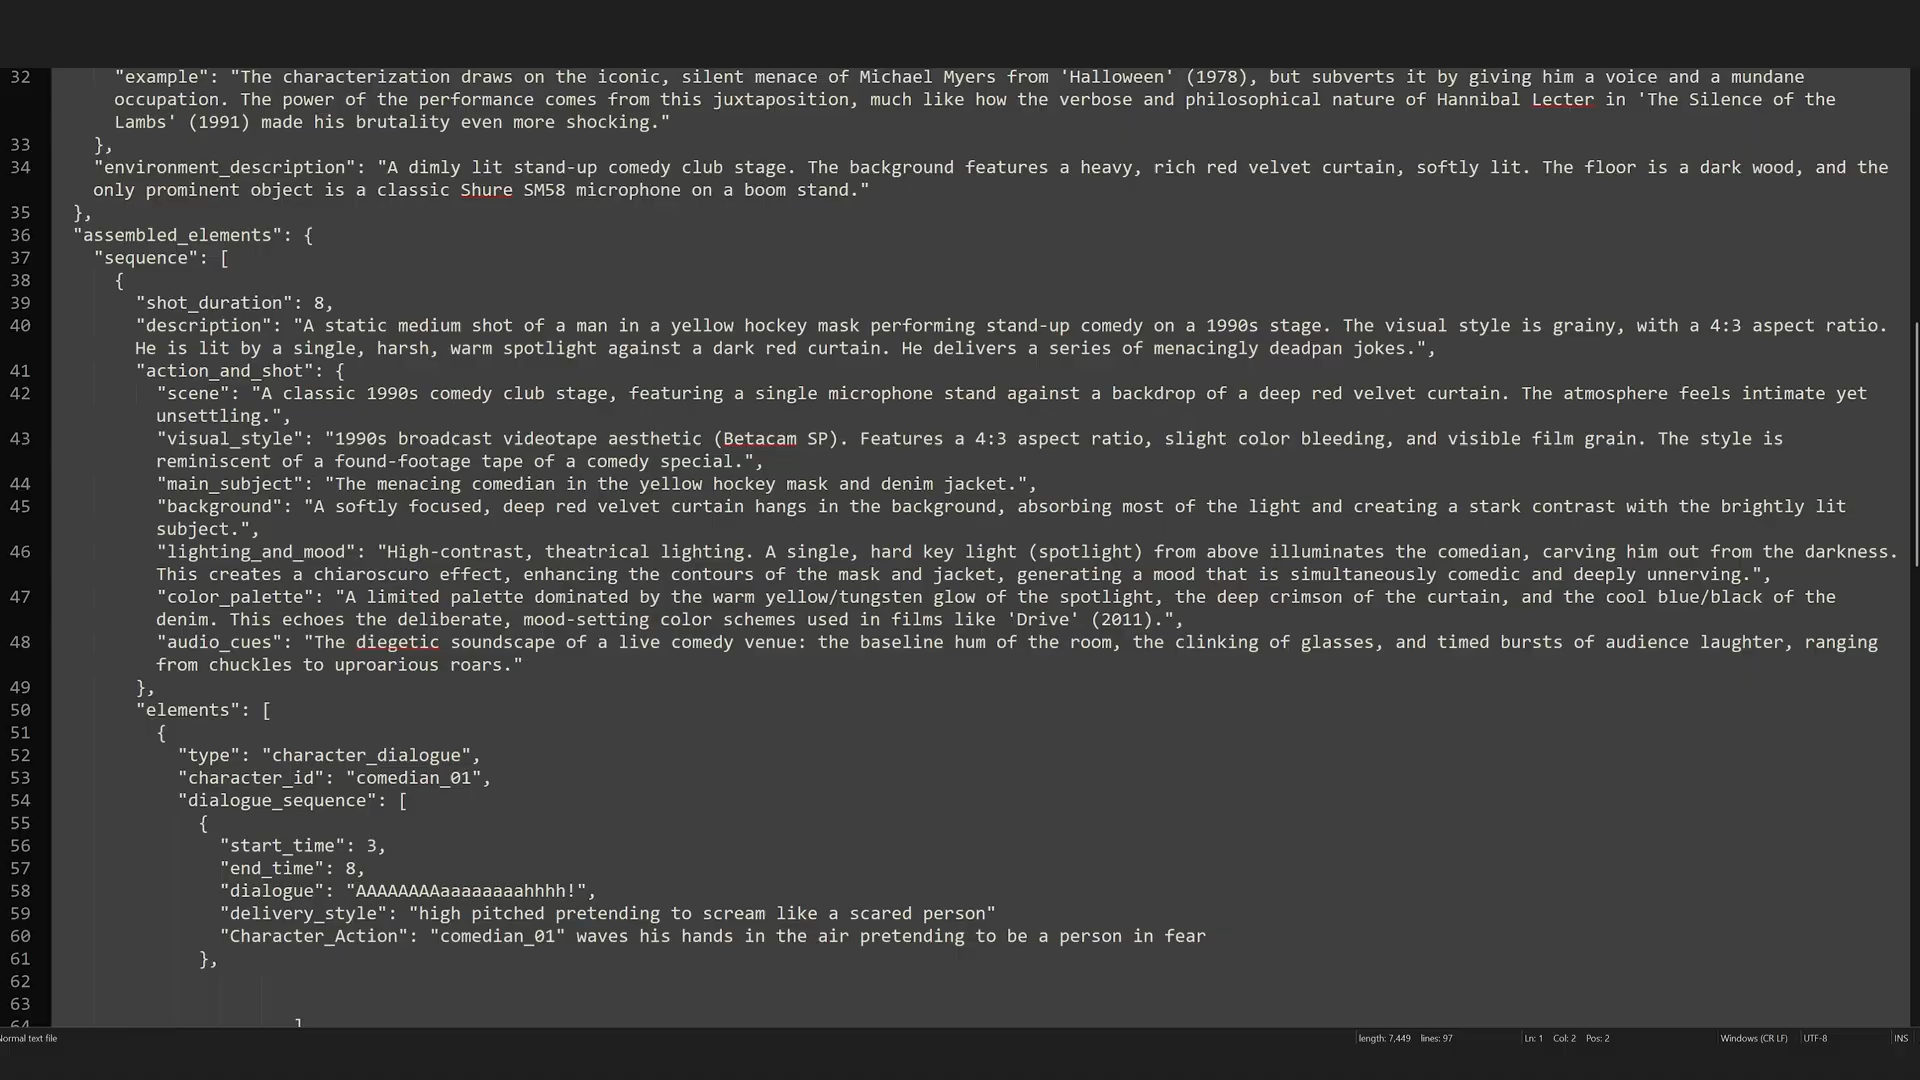 32 "example": "The characterization draws on the iconic, silent menace of Michael Myers from 'Halloween' (1978), but subverts it by giving him a voice and a mundane
occupation. The power of the performance comes from this juxtaposition, much like how the verbose and philosophical nature of Hannibal Lecter in 'The Silence of the
Lambs' (1991) made his brutality even more shocking."
33 },
34 "environment_description": "A dimly lit stand-up comedy club stage. The background features a heavy, rich red velvet curtain, softly lit. The floor is a dark wood, and the
only prominent object is a classic Shure SM58 microphone on a boom stand."
35 },
36 "assembled_elements": {
37 "sequence": [
38 {
39 "shot_duration": 8,
40 "description": "A static medium shot of a man in a yellow hockey mask performing stand-up comedy on a 1990s stage. The visual style is grainy, with a 4:3 aspect ratio.
He is lit by a single, harsh, warm spotlight against a dark red curtain. He delivers a series of menacingly deadpan jokes.",
41 "action_and_shot": {
42 "scene": "A classic 1990s comedy club stage, featuring a single microphone stand against a backdrop of a deep red velvet curtain. The atmosphere feels intimate yet
unsettling.",
43 "visual_style": "1990s broadcast videotape aesthetic (Betacam SP). Features a 4:3 aspect ratio, slight color bleeding, and visible film grain. The style is
reminiscent of a found-footage tape of a comedy special.",
44 "main_subject": "The menacing comedian in the yellow hockey mask and denim jacket.",
45 "background": "A softly focused, deep red velvet curtain hangs in the background, absorbing most of the light and creating a stark contrast with the brightly lit
subject.",
46 "lighting_and_mood": "High-contrast, theatrical lighting. A single, hard key light (spotlight) from above illuminates the comedian, carving him out from the darkness.
This creates a chiaroscuro effect, enhancing the contours of the mask and jacket, generating a mood that is simultaneously comedic and deeply unnerving.",
47 "color_palette": "A limited palette dominated by the warm yellow/tungsten glow of the spotlight, the deep crimson of the curtain, and the cool blue/black of the
denim. This echoes the deliberate, mood-setting color schemes used in films like 'Drive' (2011).",
48 "audio_cues": "The diegetic soundscape of a live comedy venue: the baseline hum of the room, the clinking of glasses, and timed bursts of audience laughter, ranging
from chuckles to uproarious roars."
49 },
50 "elements": [
51 {
52 "type": "character_dialogue",
53 "character_id": "comedian_01",
54 "dialogue_sequence": [
55 {
56 "start_time": 3,
57 "end_time": 8,
58 "dialogue": "AAAAAAAAaaaaaaaahhhh!",
59 "delivery_style": "high pitched pretending to scream like a scared person"
60 "Character_Action": "comedian_01" waves his hands in the air pretending to be a person in fear
61 },
62
63
64 ]
Normal text file length: 7,449 lines: 97 Ln: 1 Col: 2 Pos: 2 Windows (CR LF) UTF-8 INS